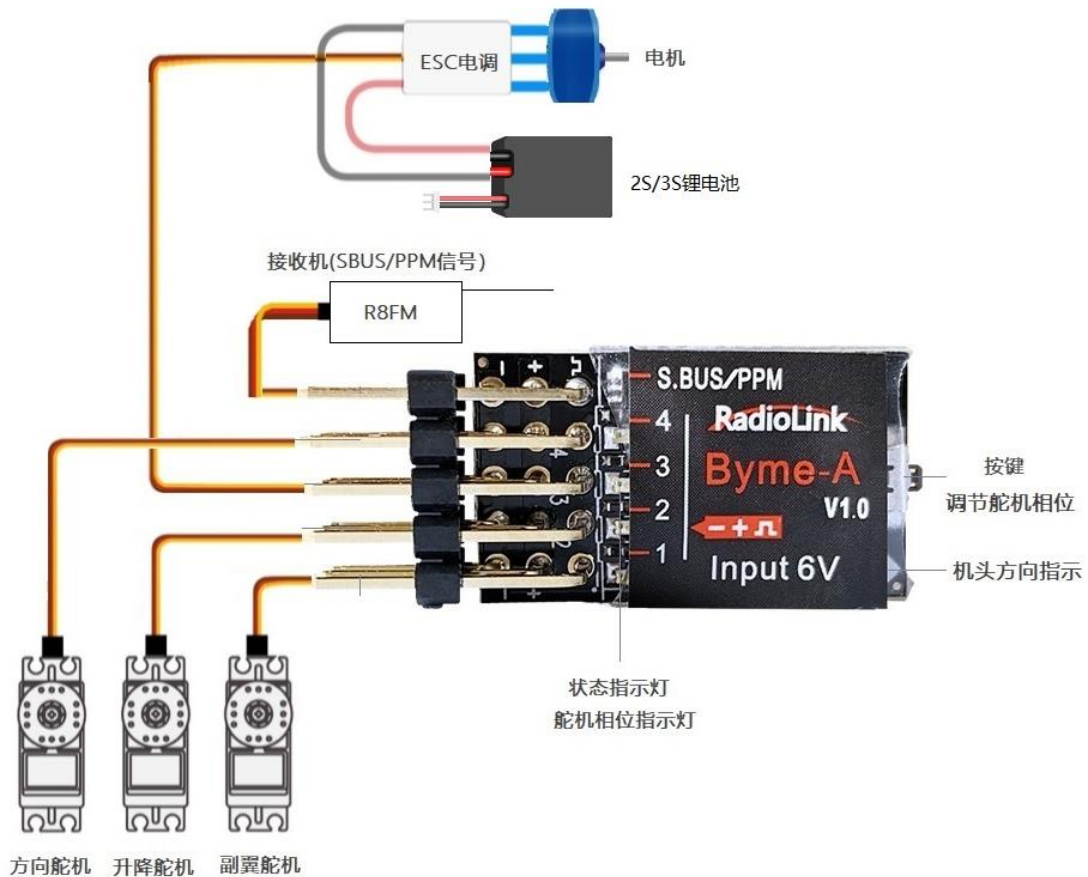 ESC电调
电机
2S/3S锂电池
接收机(SBUS/PPM信号)
R8FM
S.BUS/PPM
4
RadioLink
3
Byme-A
V1.0
2
1
Input 6V
按键
调节舵机相位
机头方向指示
状态指示灯
舵机相位指示灯
方向舵机
升降舵机
副翼舵机